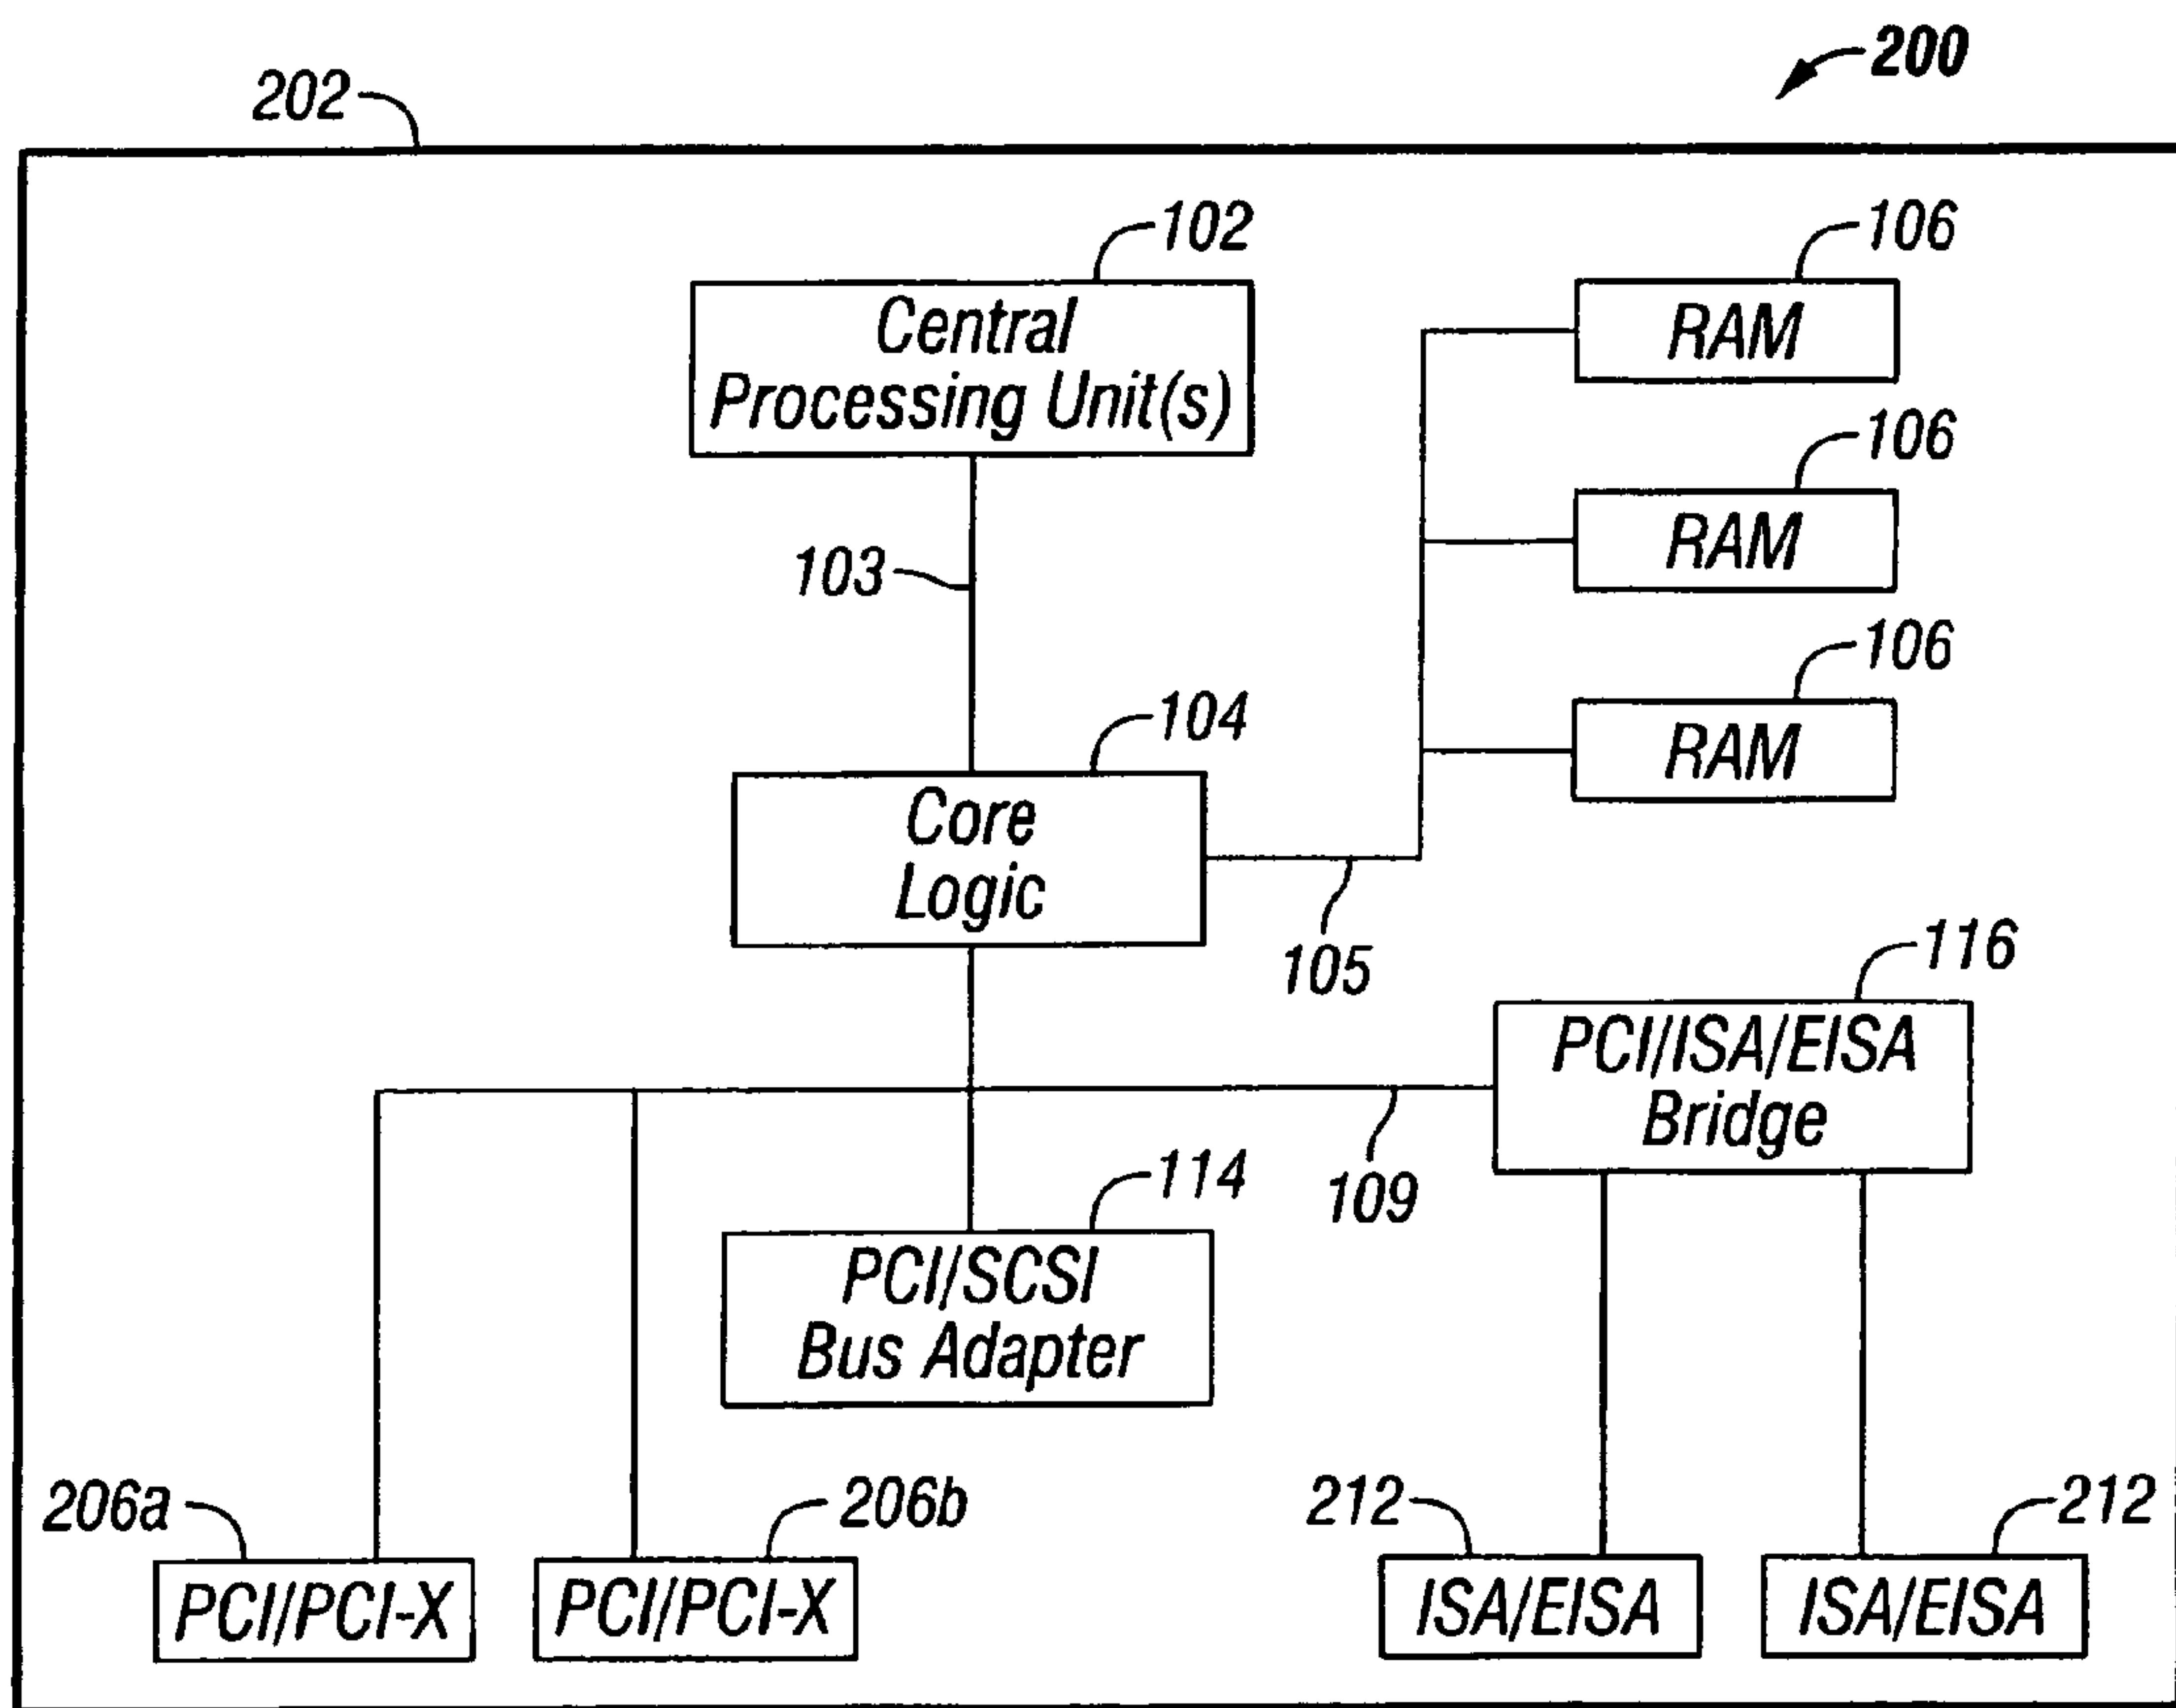 200
202
102
106
Central
Processing Unit(s)
RAM
106
RAM
103
106
RAM
104
Core
Logic
105
116
PCI/ISA/EISA
Bridge
109
114
PCI/SCSI
Bus Adapter
206a
206b
212
212
PCI/PCI-X
PCI/PCI-X
ISA/EISA
ISA/EISA